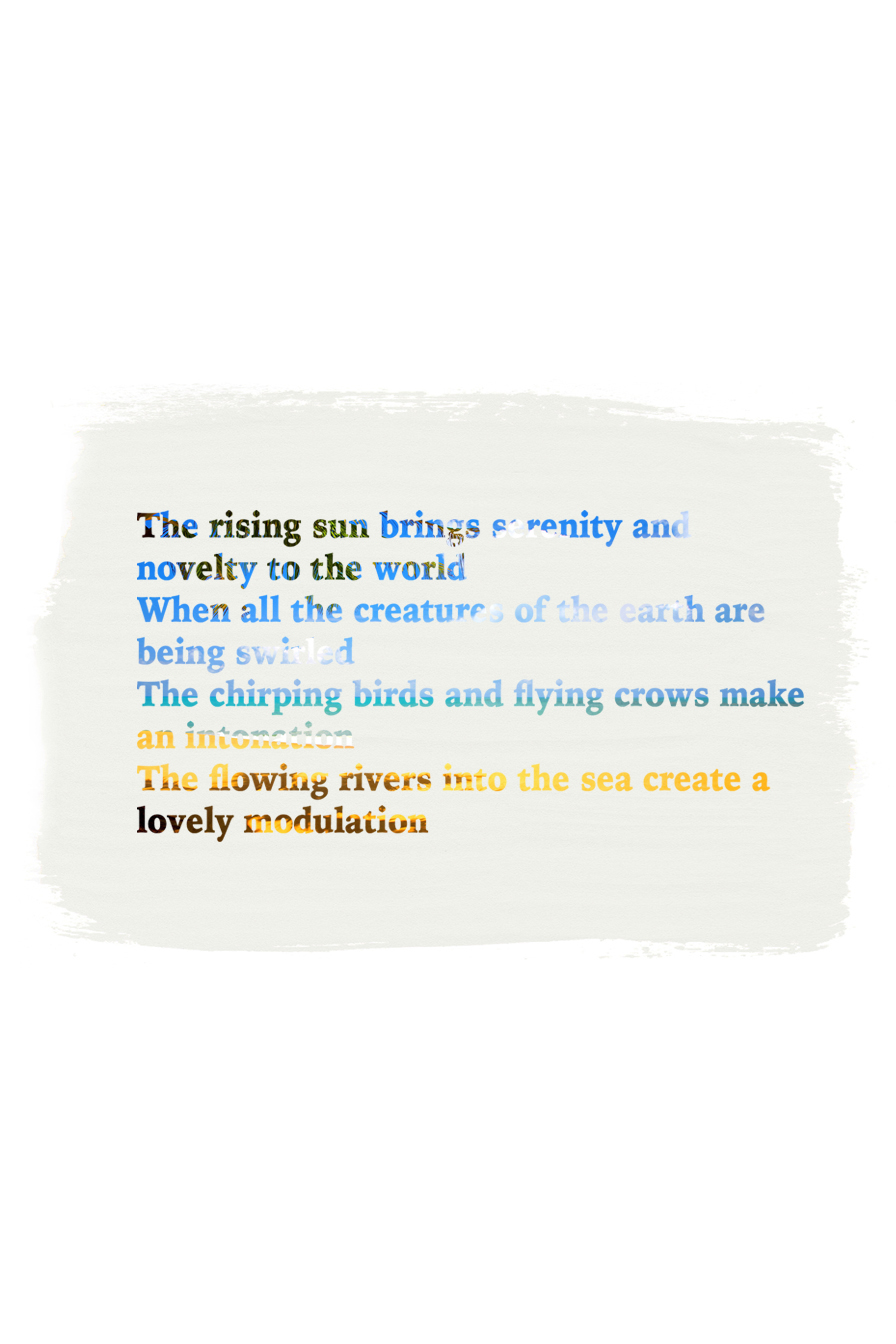 The rising sun brings serenity and
novelty to the world
When all the creatures of the earth are
being swirled
The chirping birds and flying crows make
an intonation
The flowing rivers into the sea create a
lovely modulation